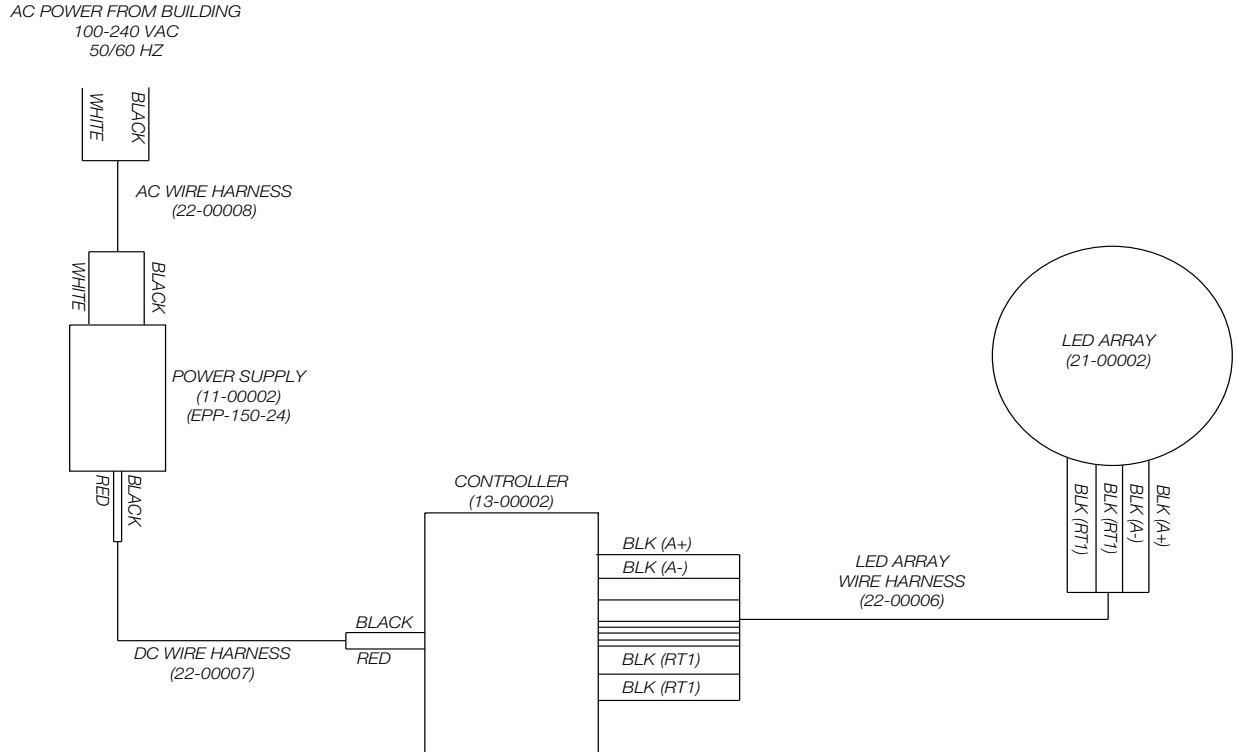 AC POWER FROM BUILDING
100-240 VAC
50/60 HZ
WHITE
BLACK
AC WIRE HARNESS
(22-00008)
WHITE
BLACK
POWER SUPPLY
(11-00002)
(EPP-150-24)
RED
BLACK
DC WIRE HARNESS
(22-00007)
BLACK
RED
CONTROLLER
(13-00002)
BLK (A+)
BLK (A-)
BLK (RT1)
BLK (RT1)
LED ARRAY
WIRE HARNESS
(22-00006)
LED ARRAY
(21-00002)
BLK (RT1)
BLK (RT1)
BLK (A-)
BLK (A+)